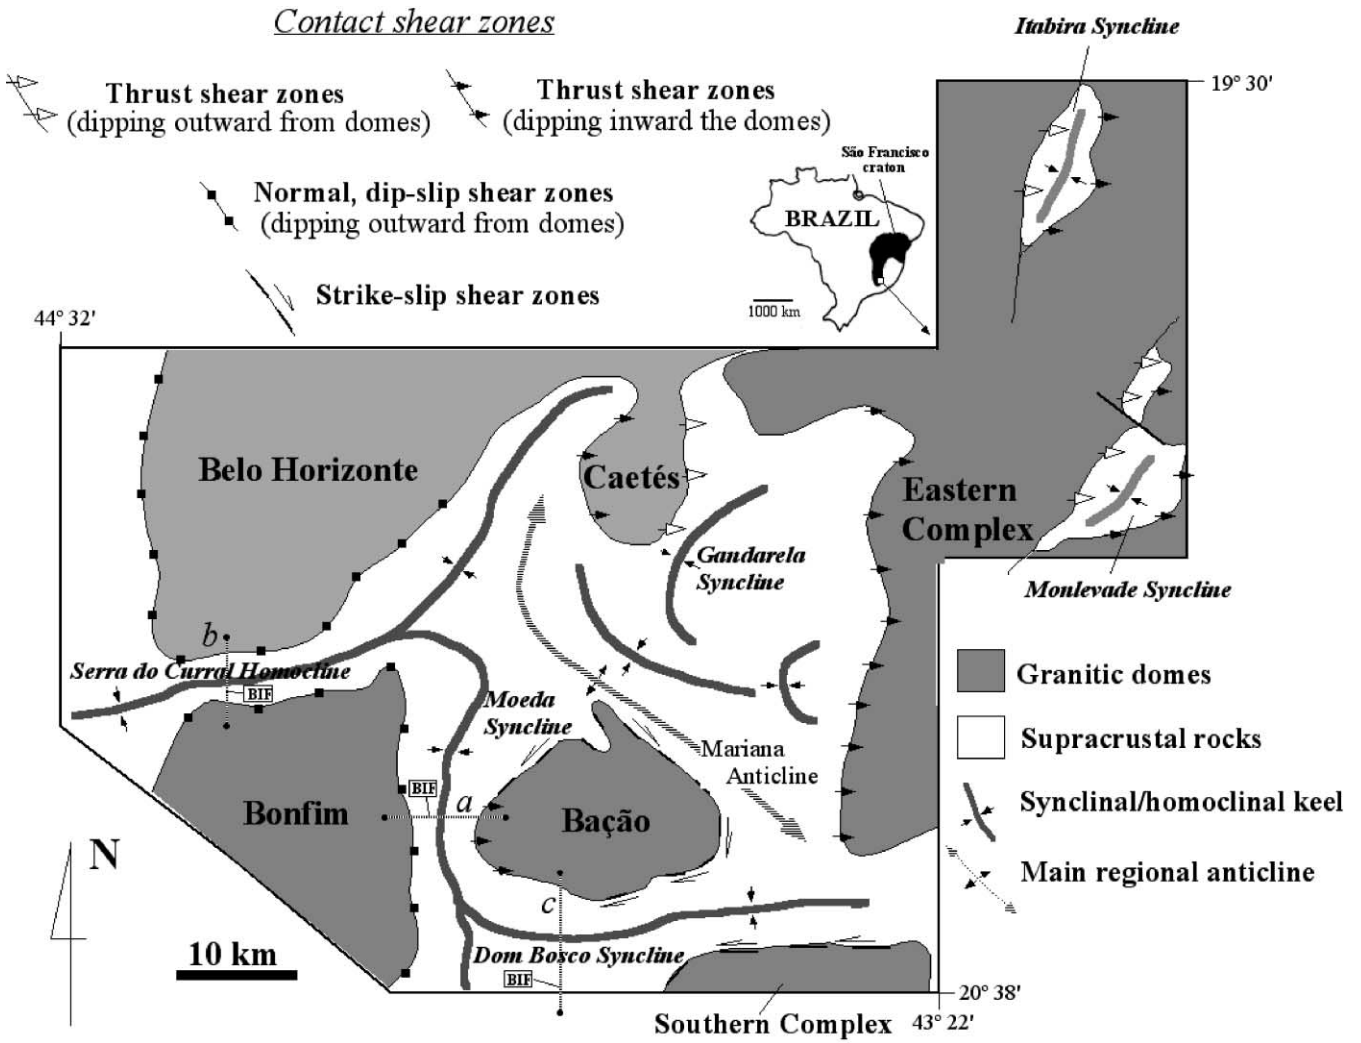 Contact shear zones
Thrust shear zones
(dipping outward from domes)
Thrust shear zones
(dipping inward the domes)
Normal, dip-slip shear zones
(dipping outward from domes)
Strike-slip shear zones
São Francisco
craton
BRAZIL
1000 km
Itabira Syncline
19° 30'
44° 32'
Belo Horizonte
Caetés
Eastern
Complex
Gandarela
Syncline
Monlevade Syncline
b
Serra do Curral Homocline
BIF
Moeda
Syncline
Mariana
Anticline
BIF
a
Bonfim
Bação
c
Dom Bosco Syncline
BIF
Southern Complex
20° 38'
43° 22'
N
10 km
Granitic domes
Supracrustal rocks
Synclinal/homoclinal keel
Main regional anticline